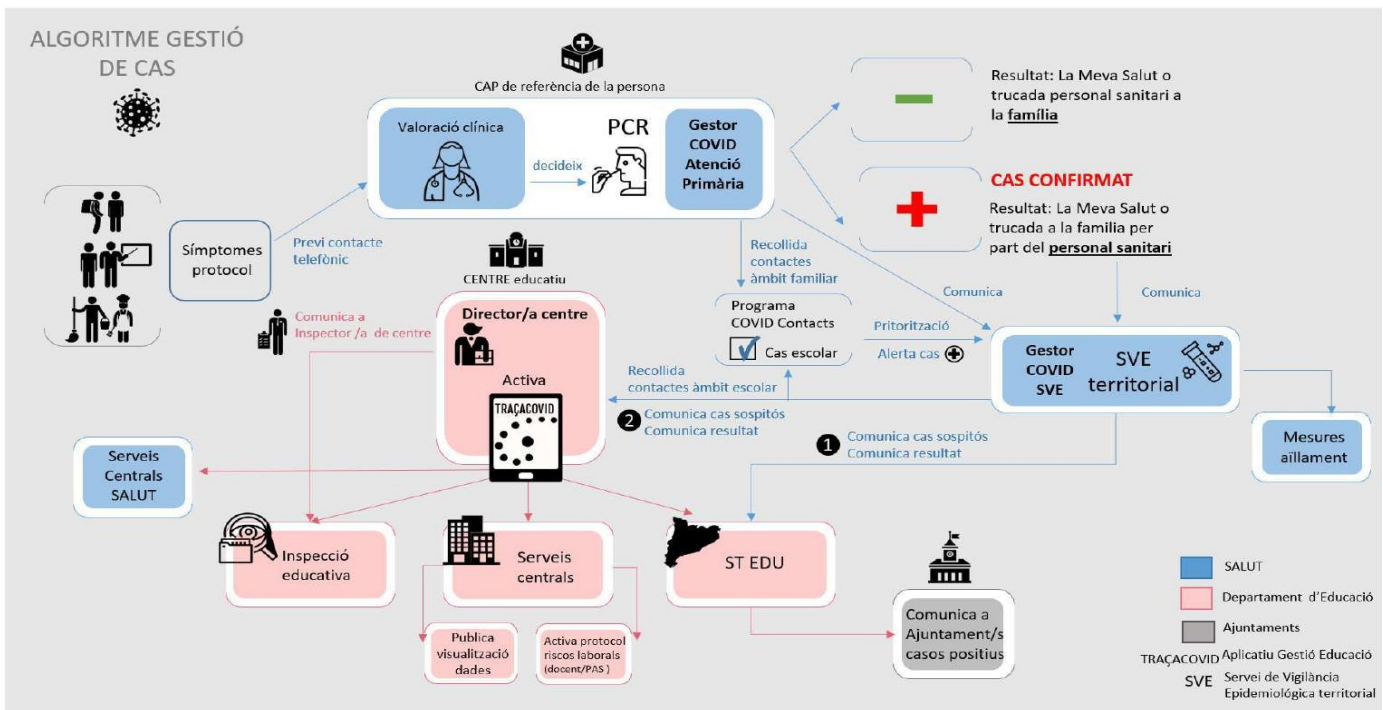 ALGORITME GESTIÓ
DE CAS
CAP de referència de la persona
Valoració clínica
decideix
PCR
Gestor
COVID
Atenció
Primària
Resultat: La Meva Salut o
trucada personal sanitari a
la família
CAS CONFIRMAT
Resultat: La Meva Salut o
trucada a la familia per
part del personal sanitari
Símptomes
protocol
Previ contacte
telefònic
CENTRE educatiu
Director/a centre
Activa
TRAÇACOVID
Comunica a
Inspector /a de centre
Recollida
contactes
àmbit familiar
Comunica
Comunica
Programa
COVID Contacts
Cas escolar
Pritorització
Alerta cas
Gestor
COVID
SVE
SVE
territorial
Recollida
contactes àmbit escolar
2 Comunica cas sospitós
Comunica resultat
1 Comunica cas sospitós
Comunica resultat
Mesures
aïllament
Serveis
Centrals
SALUT
Inspecció
educativa
Serveis
centrals
ST EDU
Publica
visualització
dades
Activa protocol
riscos laborals
(docent/PAS )
Comunica a
Ajuntament/s
casos positius
SALUT
Departament d'Educació
Ajuntaments
TRAÇACOVID Aplicatiu Gestió Educació
SVE Servei de Vigilància
Epidemiológica territorial